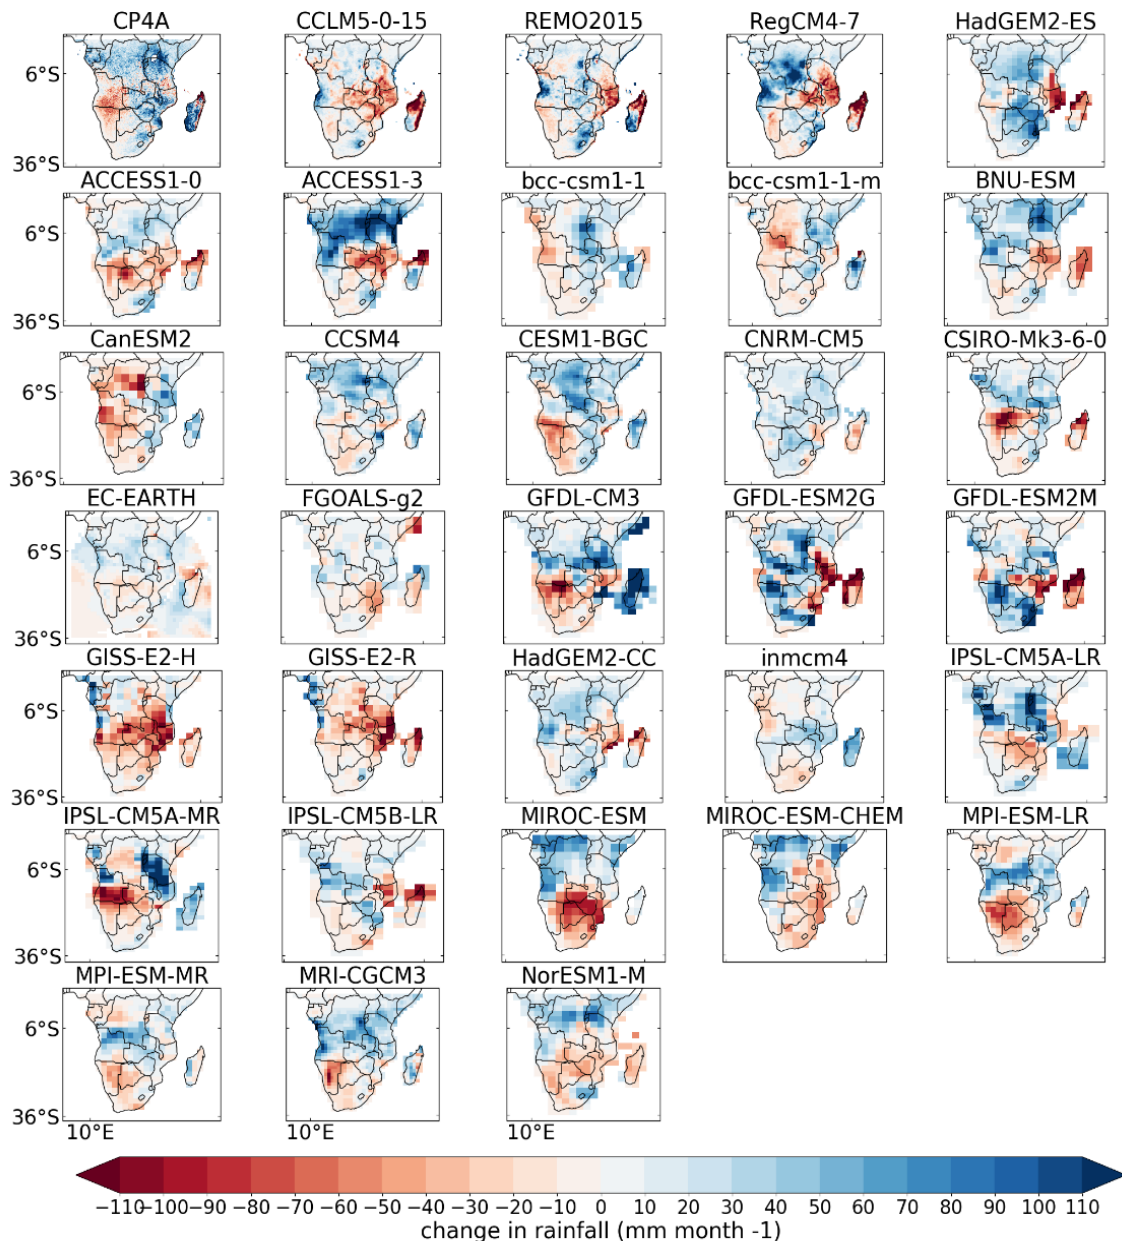 CP4A CCLM5-0-15 REMO2015 RegCM4-7 HadGEM2-ES
6°S
36°S
ACCESS1-0 ACCESS1-3 bcc-csm1-1 bcc-csm1-1-m BNU-ESM
6°S
36°S
CanESM2 CCSM4 CESM1-BGC CNRM-CM5 CSIRO-Mk3-6-0
6°S
36°S
EC-EARTH FGOALS-g2 GFDL-CM3 GFDL-ESM2G GFDL-ESM2M
6°S
36°S
GISS-E2-H GISS-E2-R HadGEM2-CC inmcm4 IPSL-CM5A-LR
6°S
36°S
IPSL-CM5A-MR IPSL-CM5B-LR MIROC-ESM MIROC-ESM-CHEM MPI-ESM-LR
6°S
36°S
MPI-ESM-MR MRI-CGCM3 NorESM1-M
6°S
36°S
10°E 10°E 10°E
−110 −100 −90 −80 −70 −60 −50 −40 −30 −20 −10 0 10 20 30 40 50 60 70 80 90 100 110
change in rainfall (mm month -1)